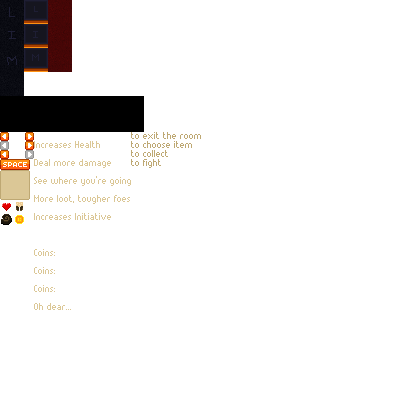 L
I
S
M M
to exit the room
Increases Health to choose item
to collect
SPACE Deal more damage to fight
See where you're going
More loot, tougher foes
Increases Initiative
Coins:
Coins:
Coins:
Oh dear...